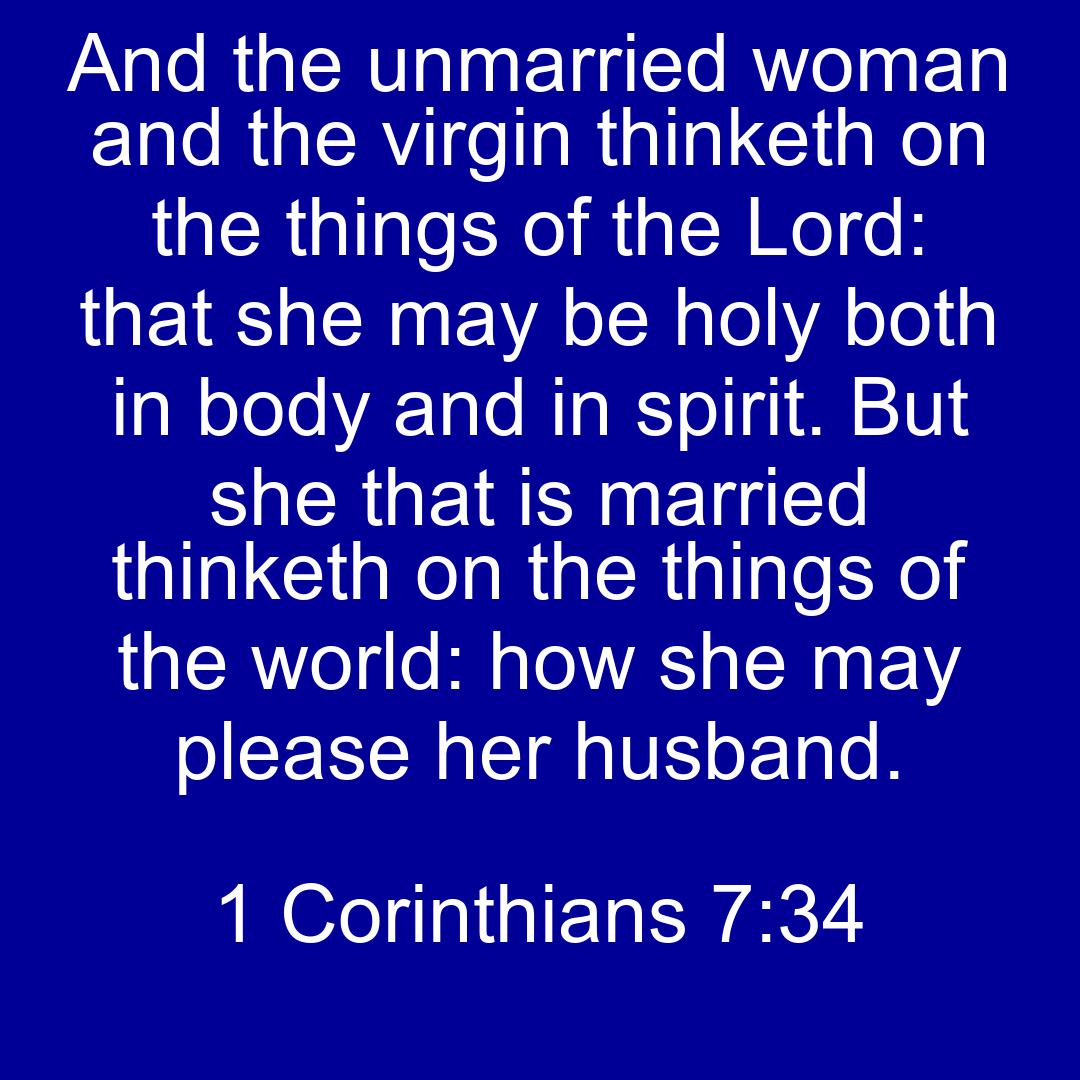 And the unmarried woman
and the virgin thinketh on
the things of the Lord:
that she may be holy both
in body and in spirit. But
she that is married
thinketh on the things of
the world: how she may
please her husband.
1 Corinthians 7:34